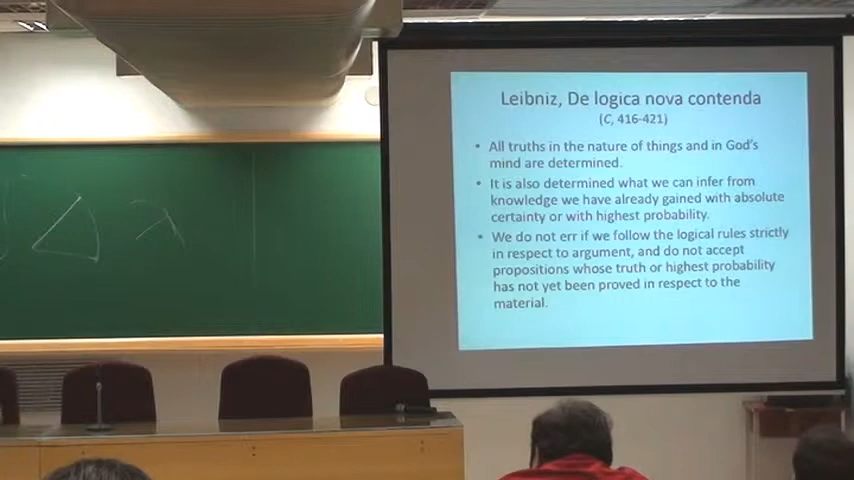 Leibniz, De logica nova contenda
(C, 416-421)
• All truths in the nature of things and in God's
mind are determined.
• It is also determined what we can infer from
knowledge we have already gained with absolute
certainty or with highest probability.
• We do not err if we follow the logical rules strictly
in respect to argument, and do not accept
propositions whose truth or highest probability
has not yet been proved in respect to the
material.